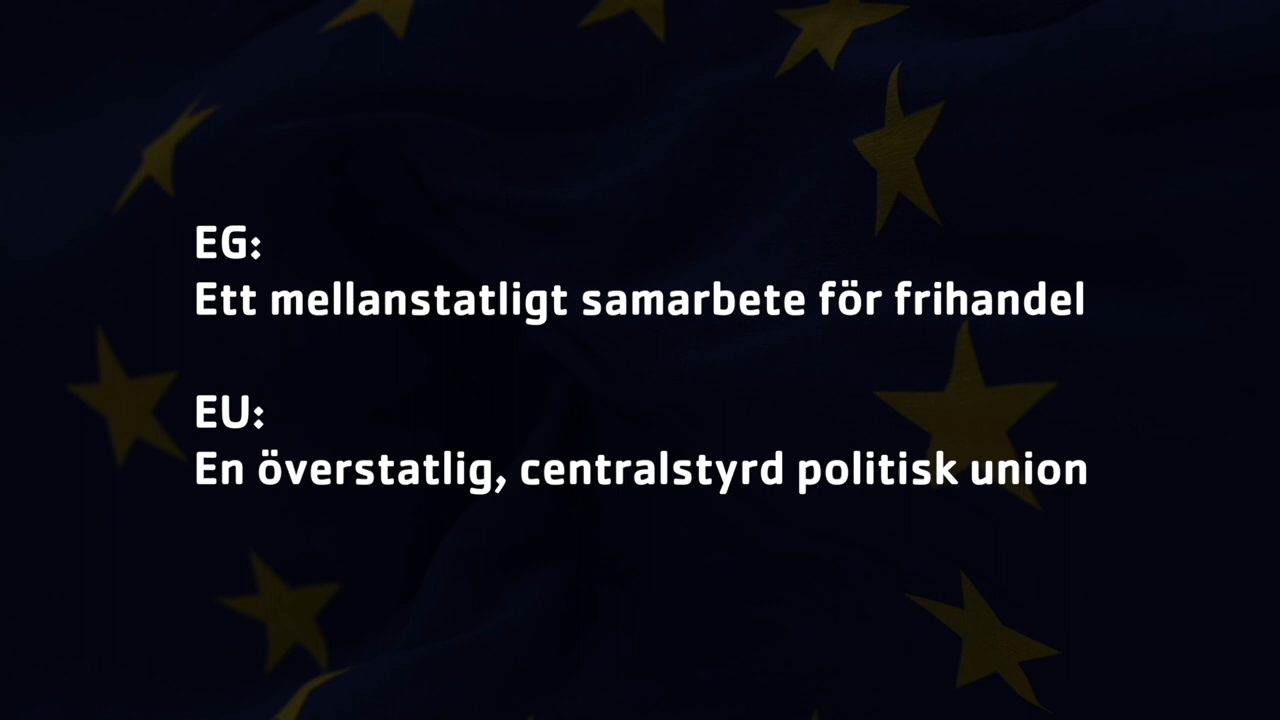 EG:
Ett mellanstatligt samarbete för frihandel
EU:
En överstatlig, centralstyrd politisk union